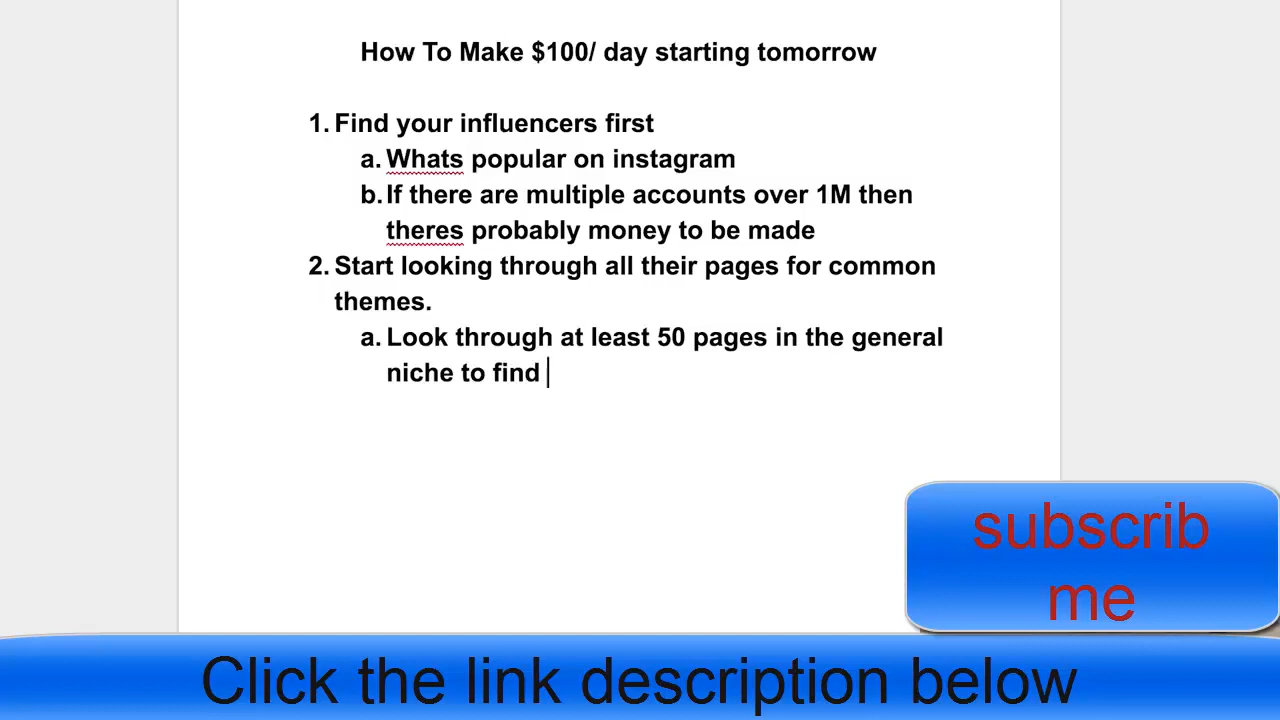 How To Make $100/ day starting tomorrow
1. Find your influencers first
a. Whats popular on instagram
b. If there are multiple accounts over 1M then
theres probably money to be made
2. Start looking through all their pages for common
themes.
a. Look through at least 50 pages in the general
niche to find
subscrib
me
Click the link description below